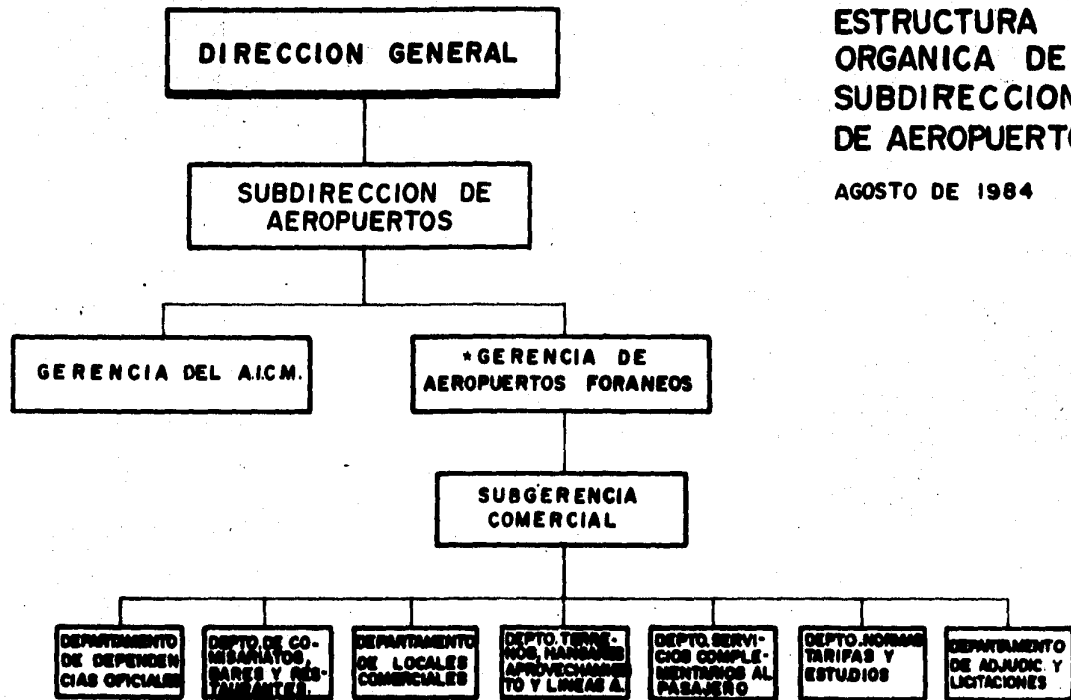 ESTRUCTURA
ORGANICA DE
SUBDIRECCION
DE AEROPUERTO
AGOSTO DE 1984
DIRECCION GENERAL
SUBDIRECCION DE
AEROPUERTOS
GERENCIA DEL A.I.C.M.
*GERENCIA DE
AEROPUERTOS FORANEOS
SUBGERENCIA
COMERCIAL
DEPARTAMENTO
DE DEPENDEN
CIAS OFICIALES
DEPTO. DE CO-
MISARIATOS,
BARES Y RES-
TAURANTES.
DEPARTAMENTO
DE LOCALES
COMERCIALES
DEPTO. TERRE-
NOS, HANGARES
APROVECHAMIEN
TO Y LINEAS A.
DEPTO. SERVI-
CIOS COMPLE-
MENTARIOS AL
PASAJERO
DEPTO. NORMAS
TARIFAS Y
ESTUDIOS
DEPARTAMENTO
DE ADJUDIC. Y
LICITACIONES